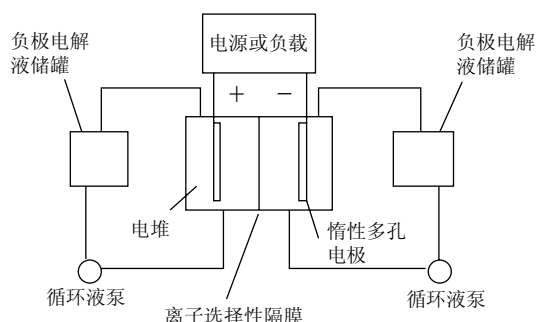 电源或负载
负极电解
液储罐
负极电解
液储罐
+ −
电堆
惰性多孔
电极
循环液泵
循环液泵
离子选择性隔膜